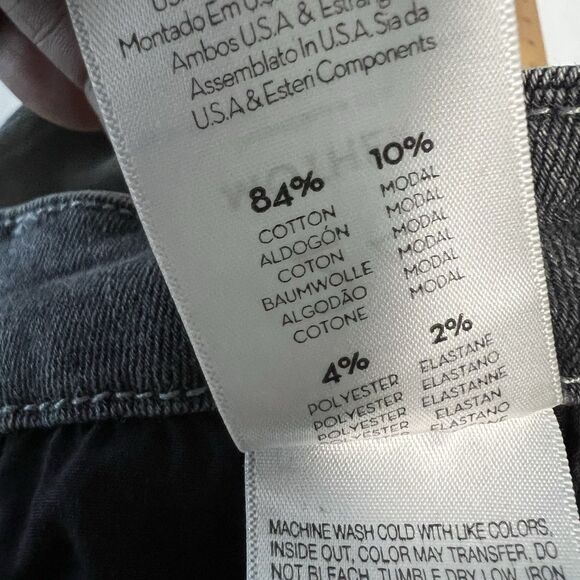 Montado Em U.S.
Ambos U.S.A & Estrang
Assemblato In U.S.A. Sia da
U.S.A & Esteri Components
84%
COTTON
ALDOGÓN
COTON
BAUMWOLLE
ALGODÃO
COTONE
10%
MODAL
MODAL
MODAL
MODAL
MODAL
MODAL
4%
POLYESTER
POLYESTER
POLYESTER
2%
ELASTANE
ELASTANO
ELASTANNE
ELASTAN
ELASTANO
MACHINE WASH COLD WITH LIKE COLORS,
INSIDE OUT, COLOR MAY TRANSFER, DO
NOT BLEACH, TUMBLE DRY LOW, IRON